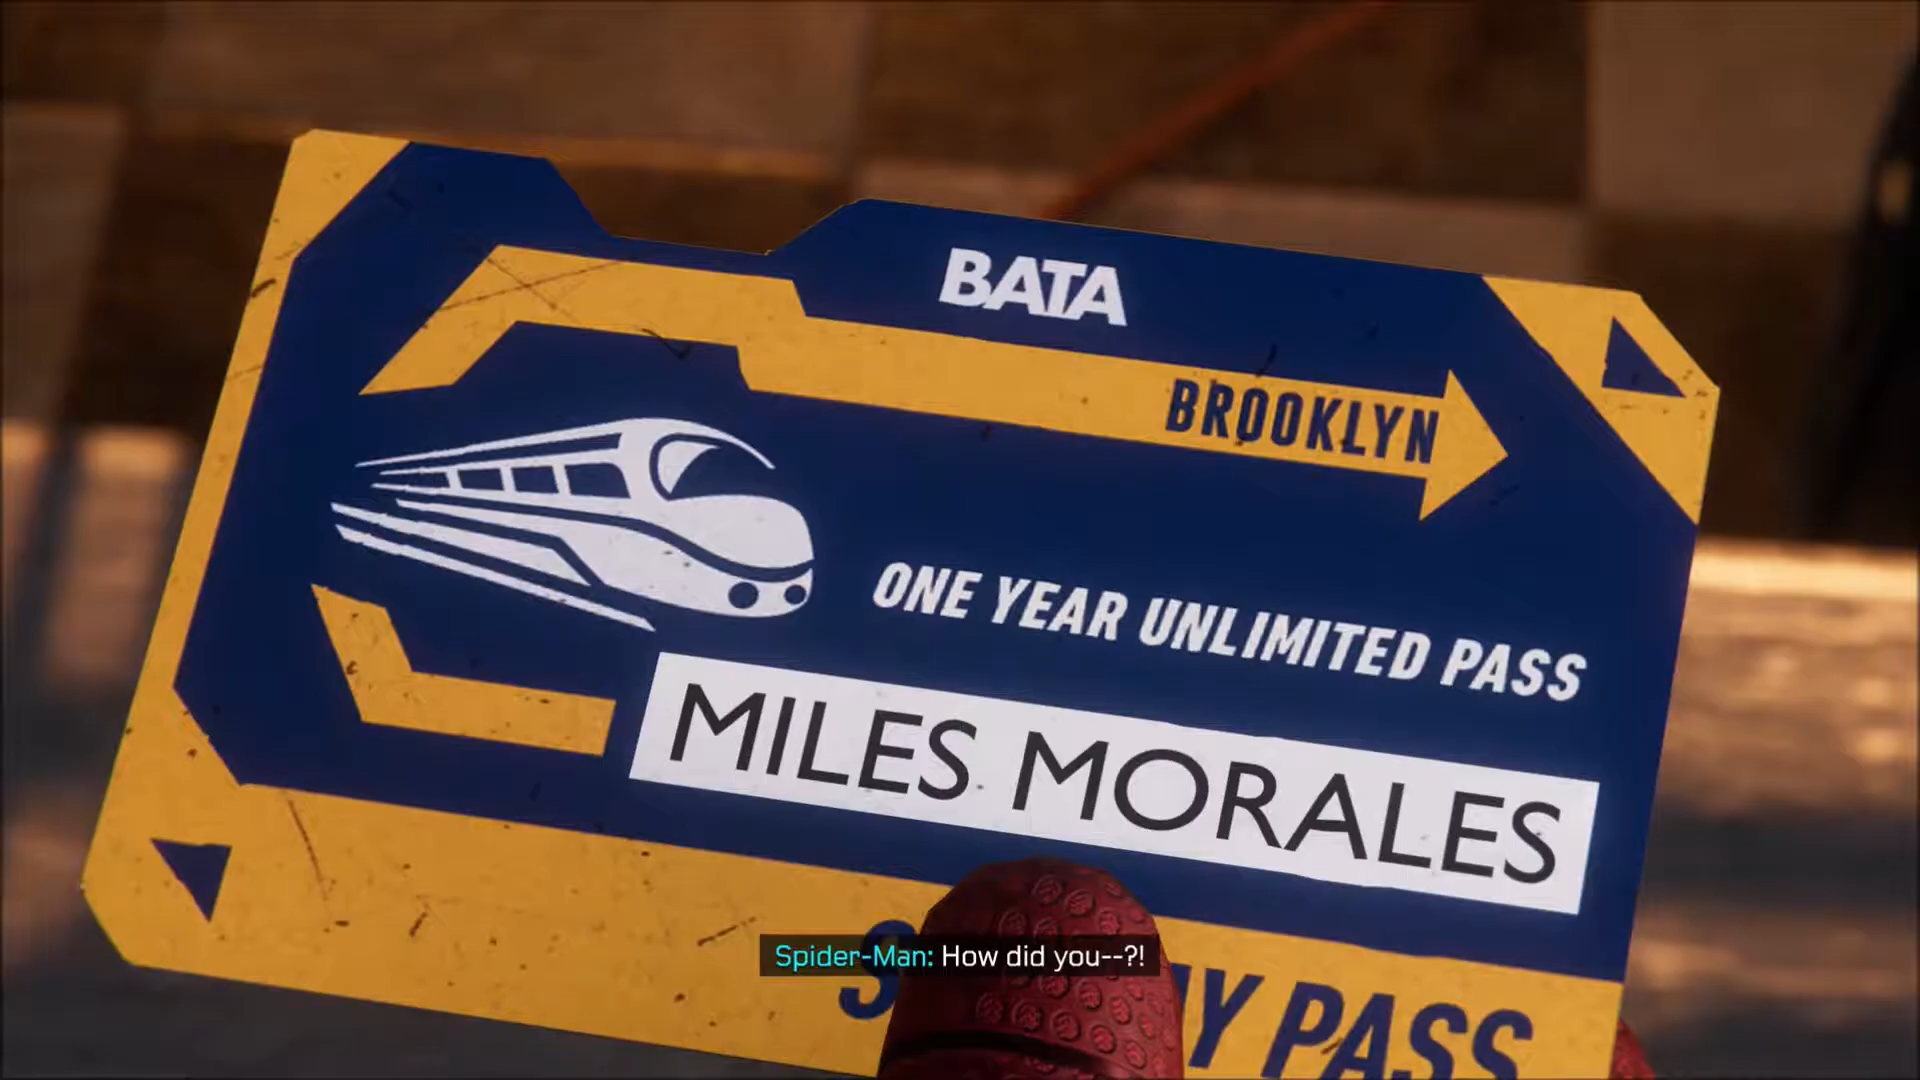 BATA
BROOKLYN
ONE YEAR UNLIMITED PASS
MILES MORALES
Spider-Man: How did you--?!
PASS